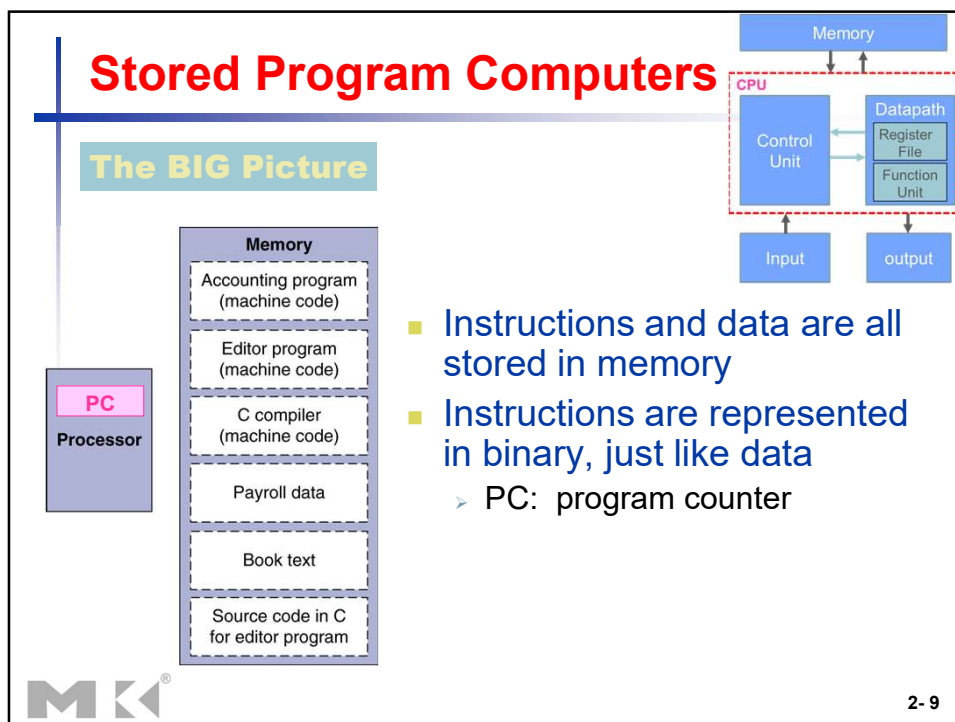 Stored Program Computers
The BIG Picture
Memory
CPU
Control
Unit
Datapath
Register
File
Function
Unit
Input
output
Memory
Accounting program
(machine code)
Editor program
(machine code)
C compiler
(machine code)
Payroll data
Book text
Source code in C
for editor program
PC
Processor
Instructions and data are all
stored in memory
Instructions are represented
in binary, just like data
PC: program counter
MK®
2- 9